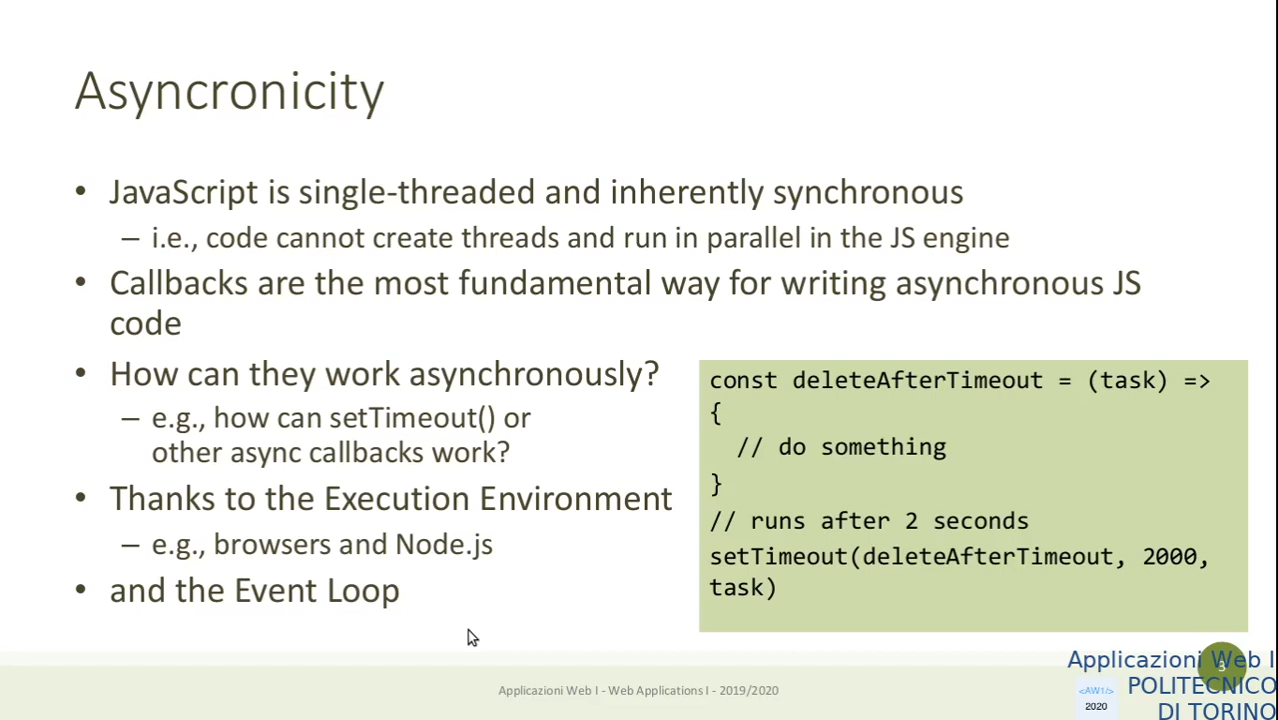 Asyncronicity
• JavaScript is single-threaded and inherently synchronous
– i.e., code cannot create threads and run in parallel in the JS engine
• Callbacks are the most fundamental way for writing asynchronous JS
code
• How can they work asynchronously?
– e.g., how can setTimeout() or
other async callbacks work?
• Thanks to the Execution Environment
– e.g., browsers and Node.js
• and the Event Loop
const deleteAfterTimeout = (task) =>
{
// do something
}
// runs after 2 seconds
setTimeout(deleteAfterTimeout, 2000,
task)
Applicazioni Web I - Web Applications I - 2019/2020
3
Applicazioni Web I
POLITECNICO
DI TORINO
<AW1/>
2020